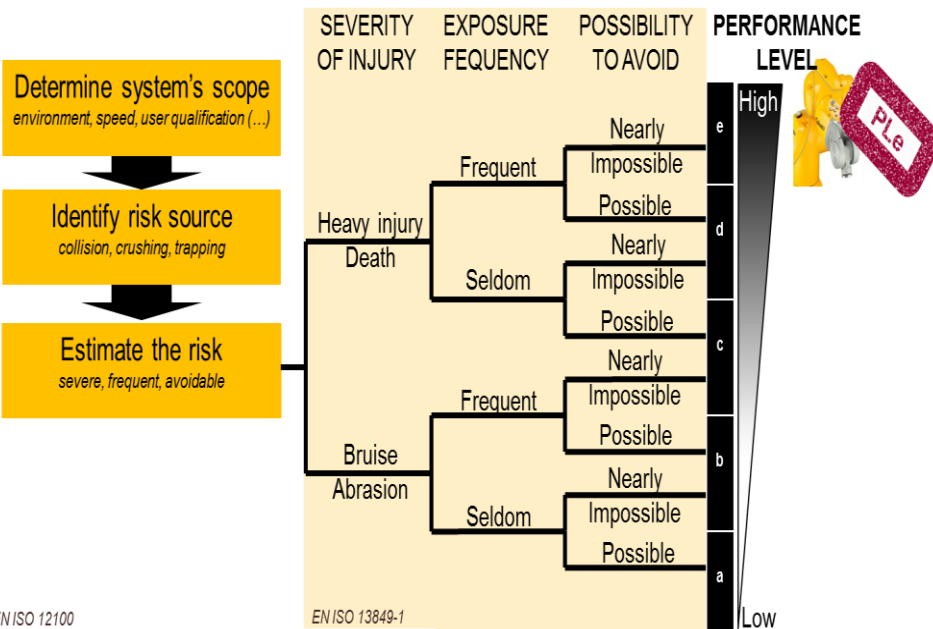 SEVERITY
OF INJURY
EXPOSURE
FEQUENCY
POSSIBILITY
TO AVOID
PERFORMANCE
LEVEL
Determine system's scope
environment, speed, user qualification (...)
Identify risk source
collision, crushing, trapping
Estimate the risk
severe, frequent, avoidable
Heavy injury
Death
Bruise
Abrasion
Frequent
Seldom
Frequent
Seldom
Nearly
Impossible
Possible
Nearly
Impossible
Possible
Nearly
Impossible
Possible
Nearly
Impossible
Possible
e
d
c
b
a
High
Low
PLe
EN ISO 12100
EN ISO 13849-1